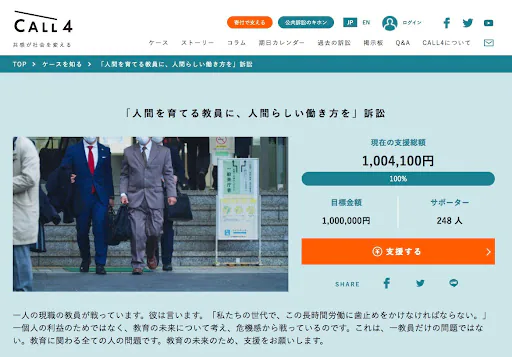 CALL4
共感が社会を変える
寄付で支える
公共訴訟のキホン
JP
EN
ログイン
ケース ストーリー コラム 期日カレンダー 過去の訴訟 掲示板 Q&A CALL4について
TOP > ケースを知る > 「人間を育てる教員に、人間らしい働き方を」訴訟
「人間を育てる教員に、人間らしい働き方を」訴訟
現在の支援総額
1,004,100円
100%
目標金額 サポーター
1,000,000円 248 人
支援する
SHARE
一人の現職の教員が戦っています。彼は言います。「私たちの世代で、この長時間労働に歯止めをかけなければならない。」
一個人の利益のためではなく、教育の未来について考え、危機感から戦っているのです。これは、一教員だけの問題ではな
い。教育に関わる全ての人の問題です。教育の未来のため、支援をお願いします。